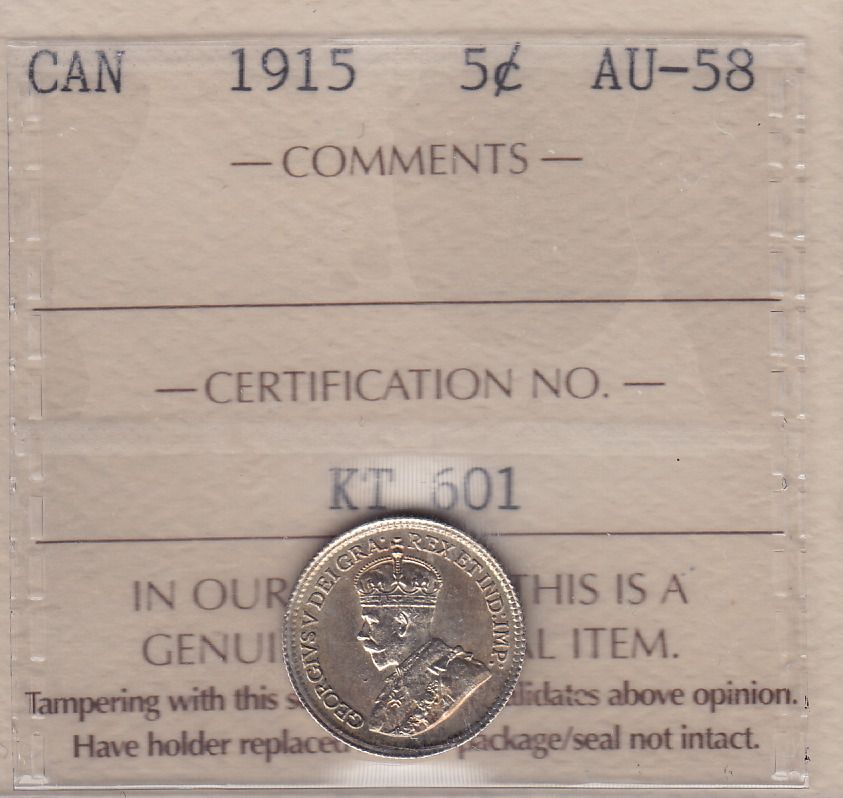 CAN 1915 5¢ AU-58
— COMMENTS —
— CERTIFICATION NO. —
KT 601
IN OUR THIS IS A
GENUI L ITEM.
Tampering with this s lidates above opinion.
Have holder replaced package/seal not intact.
GEORGIVS V DEI GRA: REX ET IND: IMP: